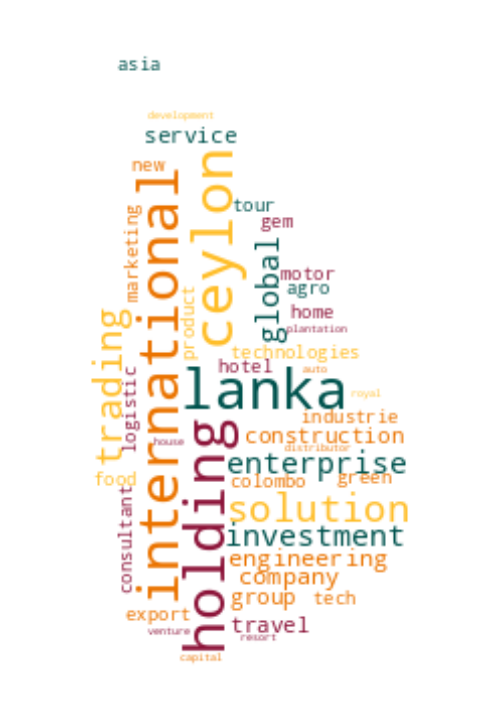 asia
development
service
new
international
ceylon
tour
marketing
gem
global
motor
agro
product
home
trading
plantation
technologies
hotel
logistic
auto
lanka
royal
industrie
holding
construction
house
distributor
enterprise
food
colombo
green
consultant
solution
investment
engineering
company
group
tech
export
travel
venture
resort
capital